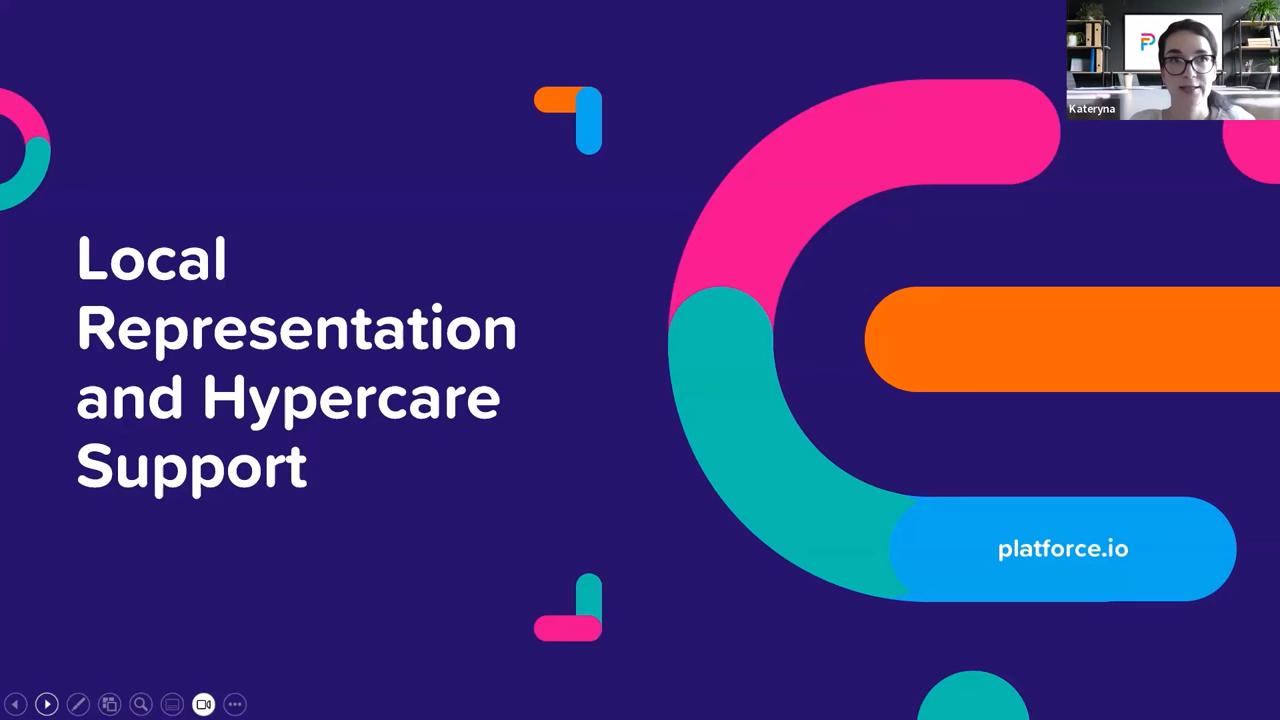 Kateryna
Local
Representation
and Hypercare
Support
platforce.io